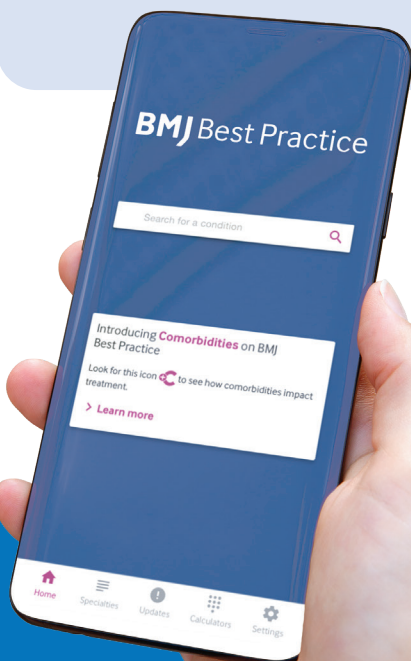 BMJ Best Practice
Search for a condition
Introducing Comorbidities on BMJ
Best Practice
Look for this icon +C to see how comorbidities impact
treatment.
> Learn more
Home Specialties Updates Calculators Settings